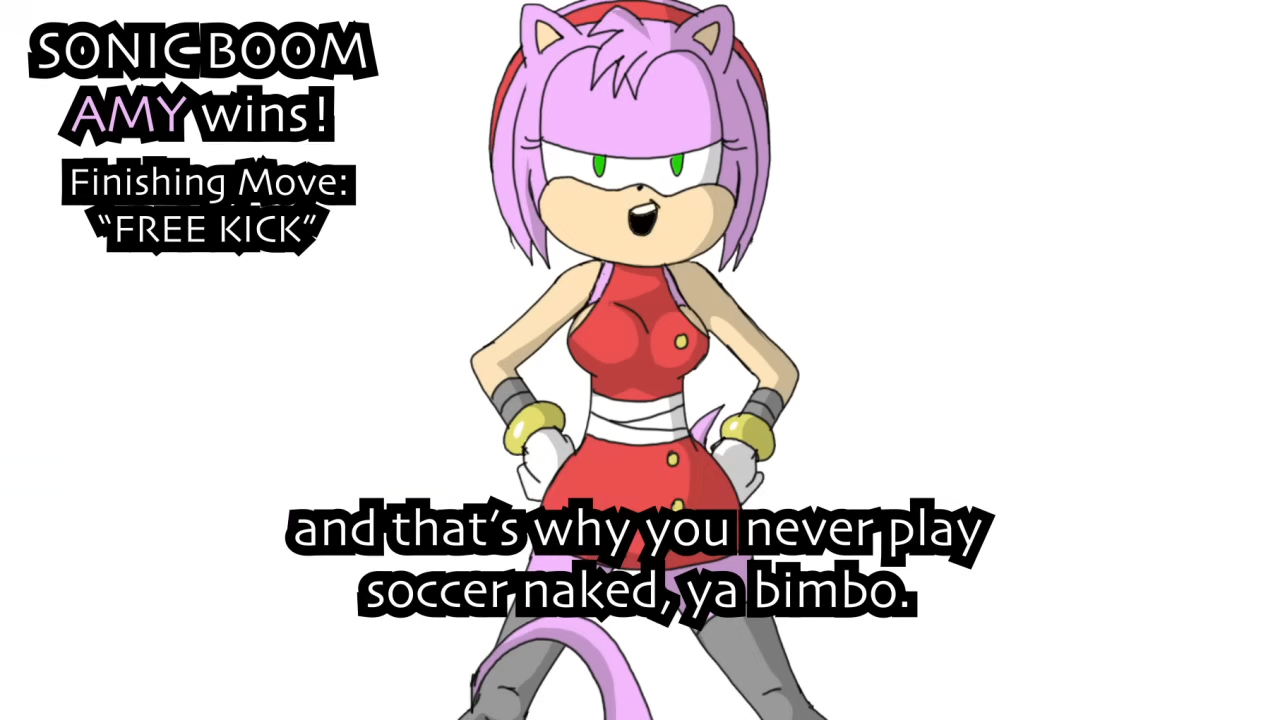 SONIC BOOM
AMY wins!
Finishing Move:
“FREE KICK”
and that’s why you never play
soccer naked, ya bimbo.